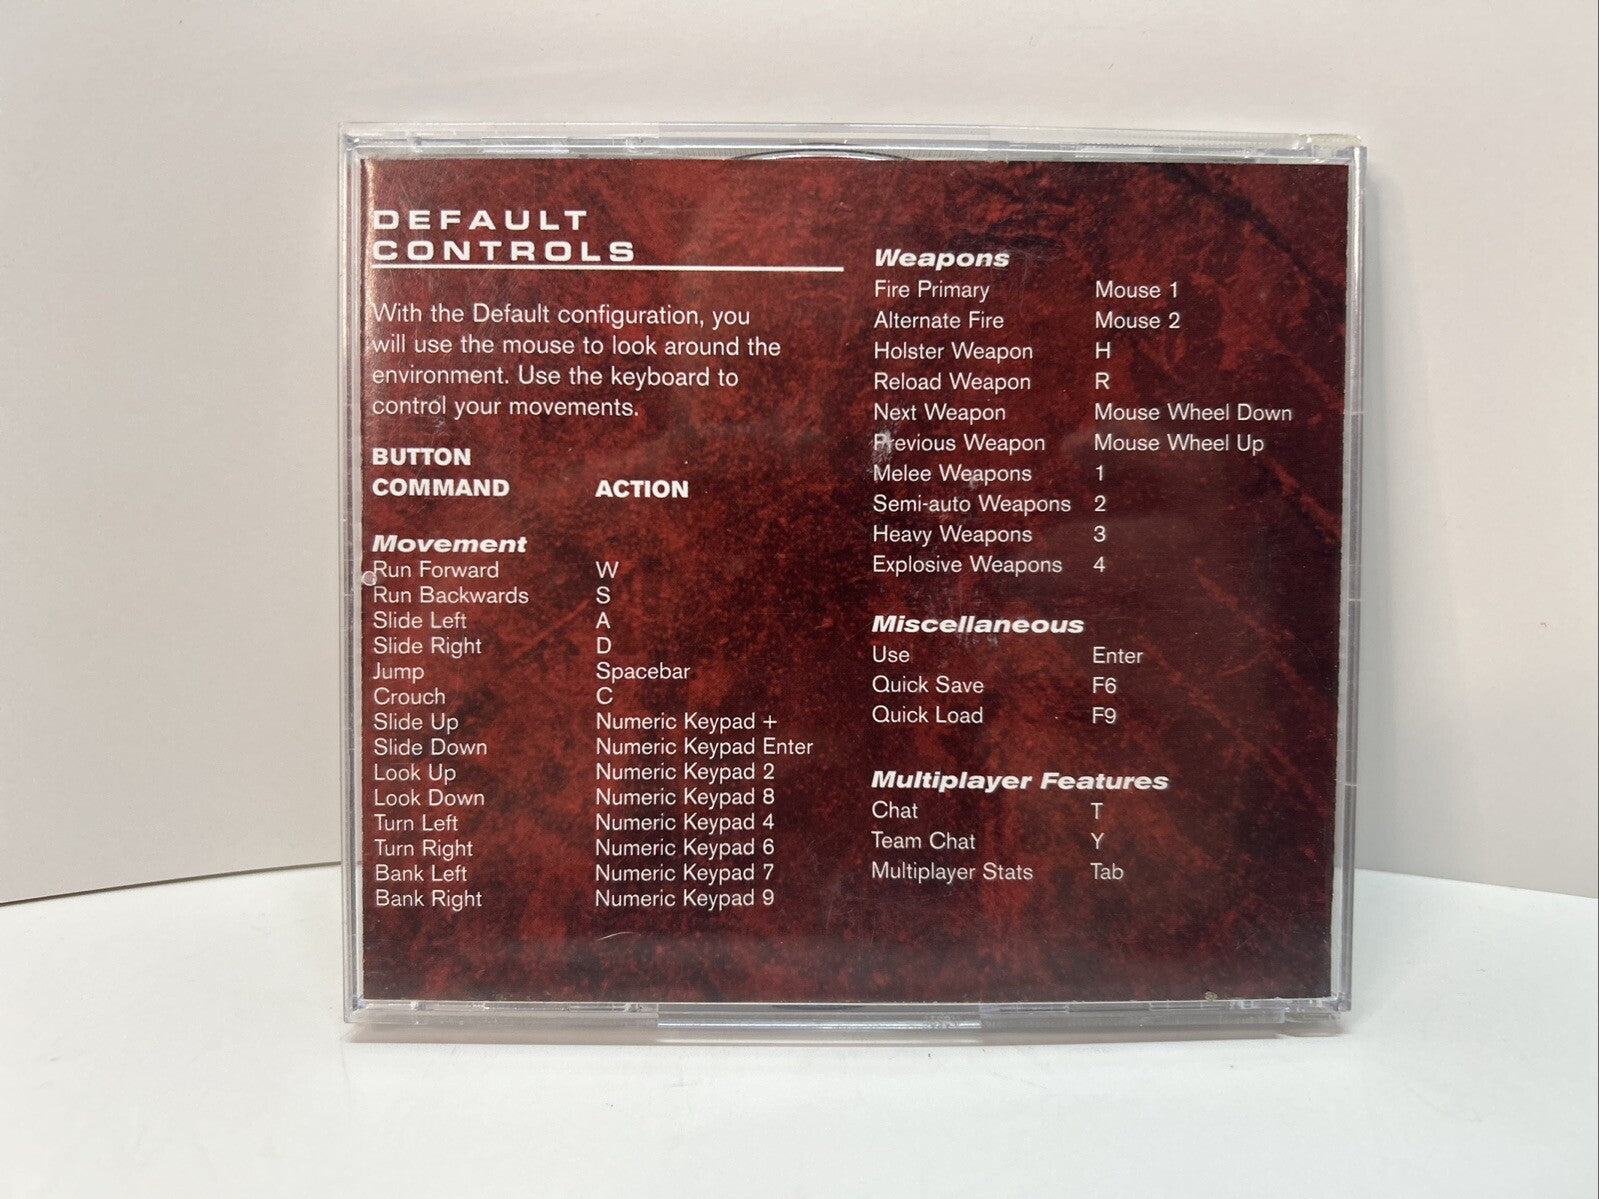 DEFAULT
CONTROLS
With the Default configuration, you
will use the mouse to look around the
environment. Use the keyboard to
control your movements.
BUTTON
COMMAND ACTION
Movement
Run Forward W
Run Backwards S
Slide Left A
Slide Right D
Jump Spacebar
Crouch C
Slide Up Numeric Keypad +
Slide Down Numeric Keypad Enter
Look Up Numeric Keypad 2
Look Down Numeric Keypad 8
Turn Left Numeric Keypad 4
Turn Right Numeric Keypad 6
Bank Left Numeric Keypad 7
Bank Right Numeric Keypad 9
Weapons
Fire Primary Mouse 1
Alternate Fire Mouse 2
Holster Weapon H
Reload Weapon R
Next Weapon Mouse Wheel Down
Previous Weapon Mouse Wheel Up
Melee Weapons 1
Semi-auto Weapons 2
Heavy Weapons 3
Explosive Weapons 4
Miscellaneous
Use Enter
Quick Save F6
Quick Load F9
Multiplayer Features
Chat T
Team Chat Y
Multiplayer Stats Tab